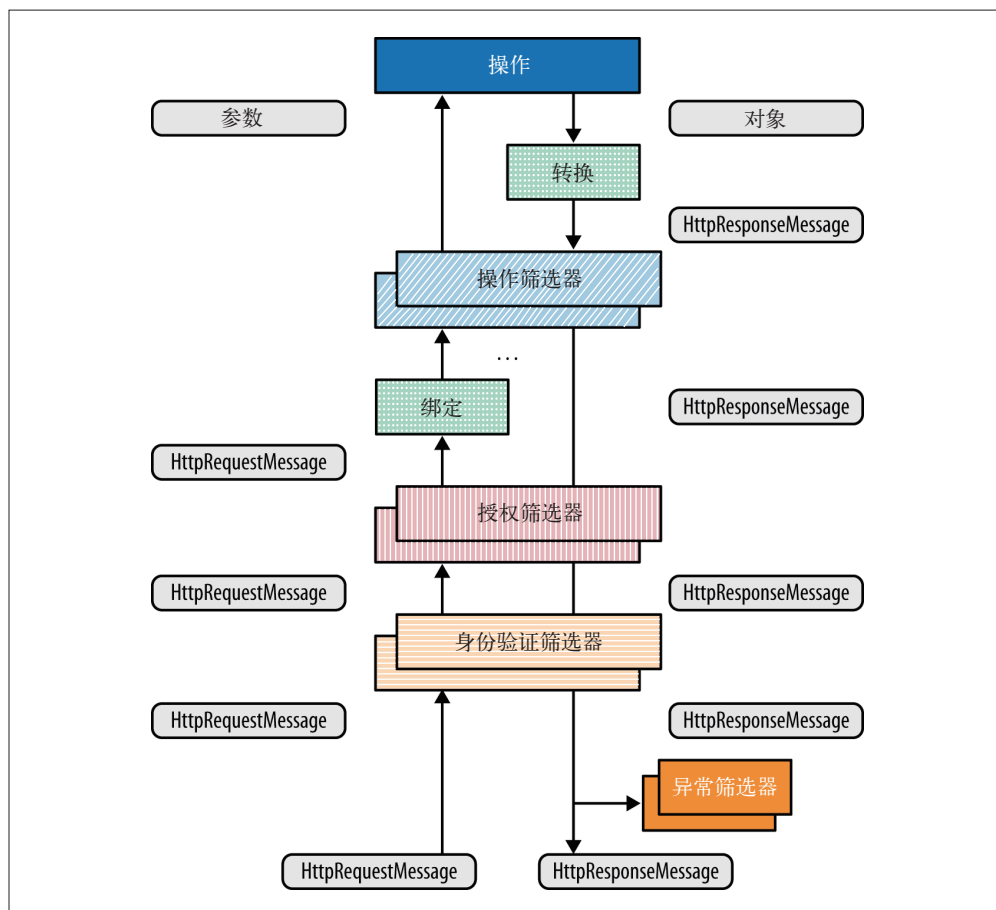 操作
参数
对象
转换
HttpResponseMessage
操作筛选器
...
绑定
HttpResponseMessage
HttpRequestMessage
授权筛选器
HttpRequestMessage
HttpResponseMessage
身份验证筛选器
HttpRequestMessage
HttpResponseMessage
异常筛选器
HttpRequestMessage
HttpResponseMessage